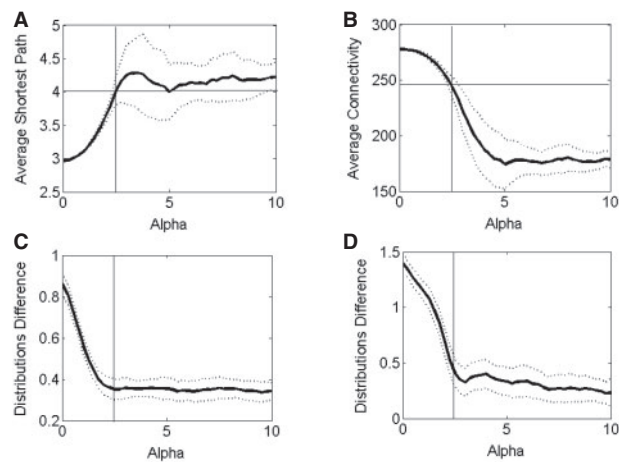 A
B
Average Shortest Path
5
4.5
4
3.5
3
2.5
0
5
10
Alpha
Average Connectivity
300
250
200
150
0
5
10
Alpha
C
D
Distributions Difference
1
0.8
0.6
0.4
0.2
0
5
10
Alpha
Distributions Difference
1.5
1
0.5
0
0
5
10
Alpha